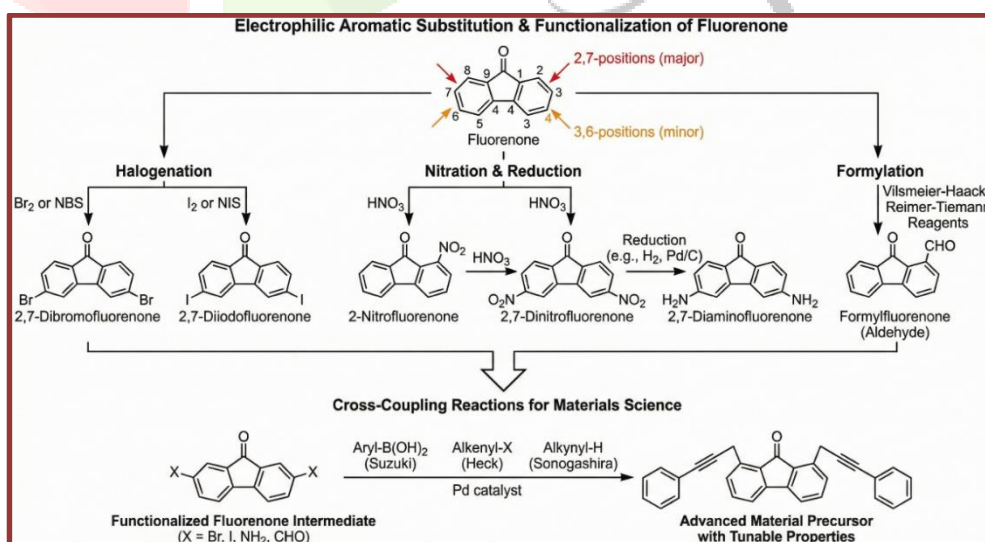 Electrophilic Aromatic Substitution & Functionalization of Fluorenone
O
8
9
1
2
7
3
6
5
4
4
3
4
2,7-positions (major)
3,6-positions (minor)
Fluorenone
Halogenation
Nitration & Reduction
Formylation
Br₂ or NBS
I₂ or NIS
HNO₃
HNO₃
Vilsmeier-Haack,
Reimer-Tiemann
Reagents
O
Br
Br
O
I
I
O
NO₂
HNO₃
O
O₂N
NO₂
Reduction
(e.g., H₂, Pd/C)
O
H₂N
NH₂
O
CHO
2,7-Dibromofluorenone
2,7-Diiodofluorenone
2-Nitrofluorenone
2,7-Dinitrofluorenone
2,7-Diaminofluorenone
Formylfluorenone
(Aldehyde)
Cross-Coupling Reactions for Materials Science
O
X
X
Aryl-B(OH)₂
(Suzuki)
Alkenyl-X
(Heck)
Alkynyl-H
(Sonogashira)
Pd catalyst
O
Functionalized Fluorenone Intermediate
(X = Br, I, NH₂, CHO)
Advanced Material Precursor
with Tunable Properties